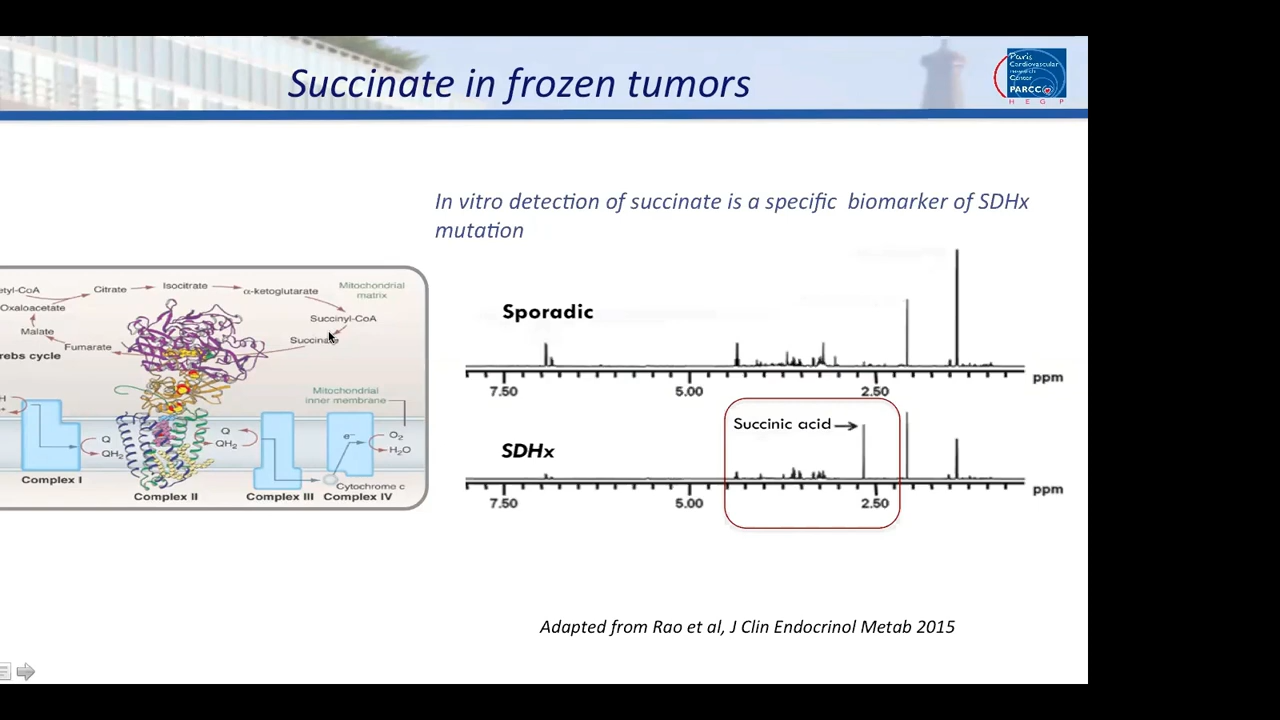 Succinate in frozen tumors
Paris
Cardiovascular
research
Center
PARCC
H E G P
In vitro detection of succinate is a specific biomarker of SDHx
mutation
etyl-CoA
Citrate
Isocitrate
α-ketoglutarate
Mitochondrial
matrix
Oxaloacetate
Succinyl-CoA
Malate
Succinate
Fumarate
rebs cycle
Mitochondrial
inner membrane
H
Q
QH₂
Q
QH₂
e⁻
O₂
H₂O
Complex I
Complex II
Complex III
Complex IV
Cytochrome c
Sporadic
7.50 5.00 2.50 ppm
Succinic acid
SDHx
7.50 5.00 2.50 ppm
Adapted from Rao et al, J Clin Endocrinol Metab 2015